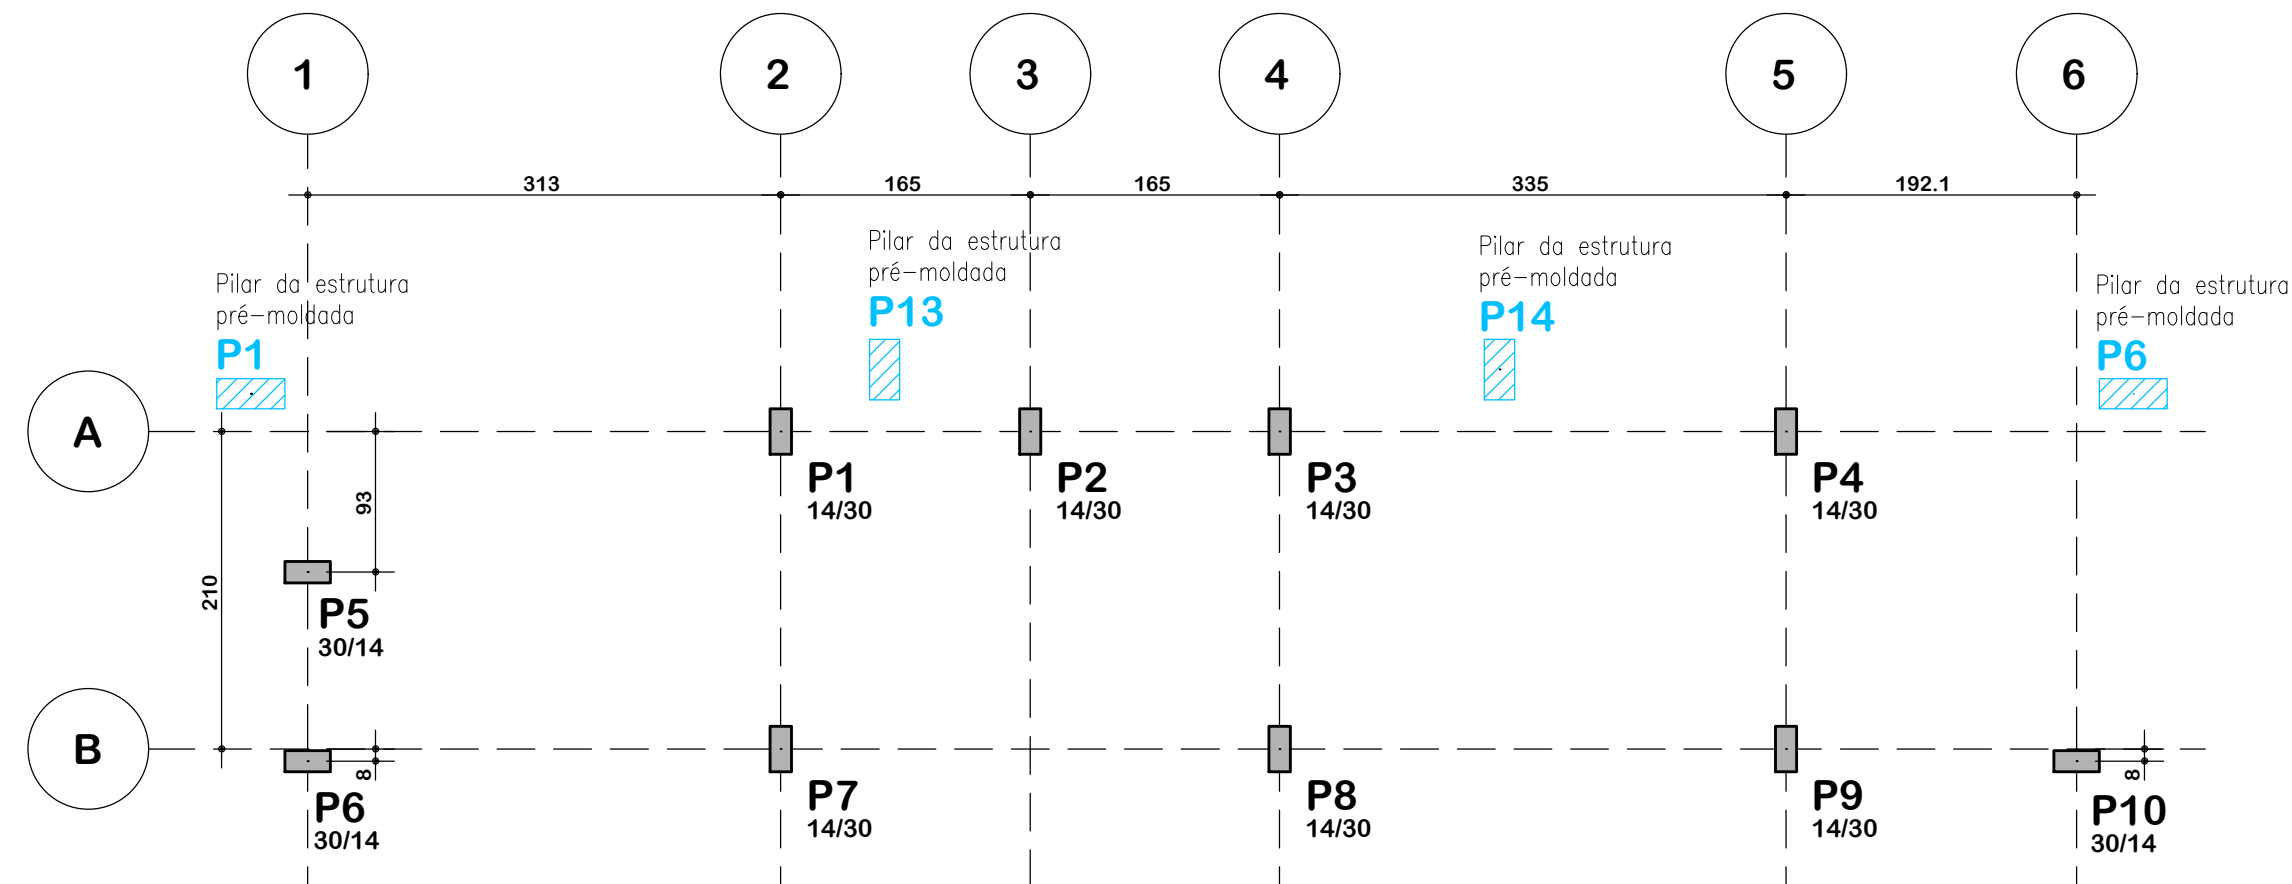 1
2
3
4
5
6
313
165
165
335
192.1
Pilar da estrutura
pré-moldada
P1
Pilar da estrutura
pré-moldada
P13
Pilar da estrutura
pré-moldada
P14
Pilar da estrutura
pré-moldada
P6
A
P1
14/30
P2
14/30
P3
14/30
P4
14/30
93
210
P5
30/14
B
8
P6
30/14
P7
14/30
P8
14/30
P9
14/30
8
P10
30/14